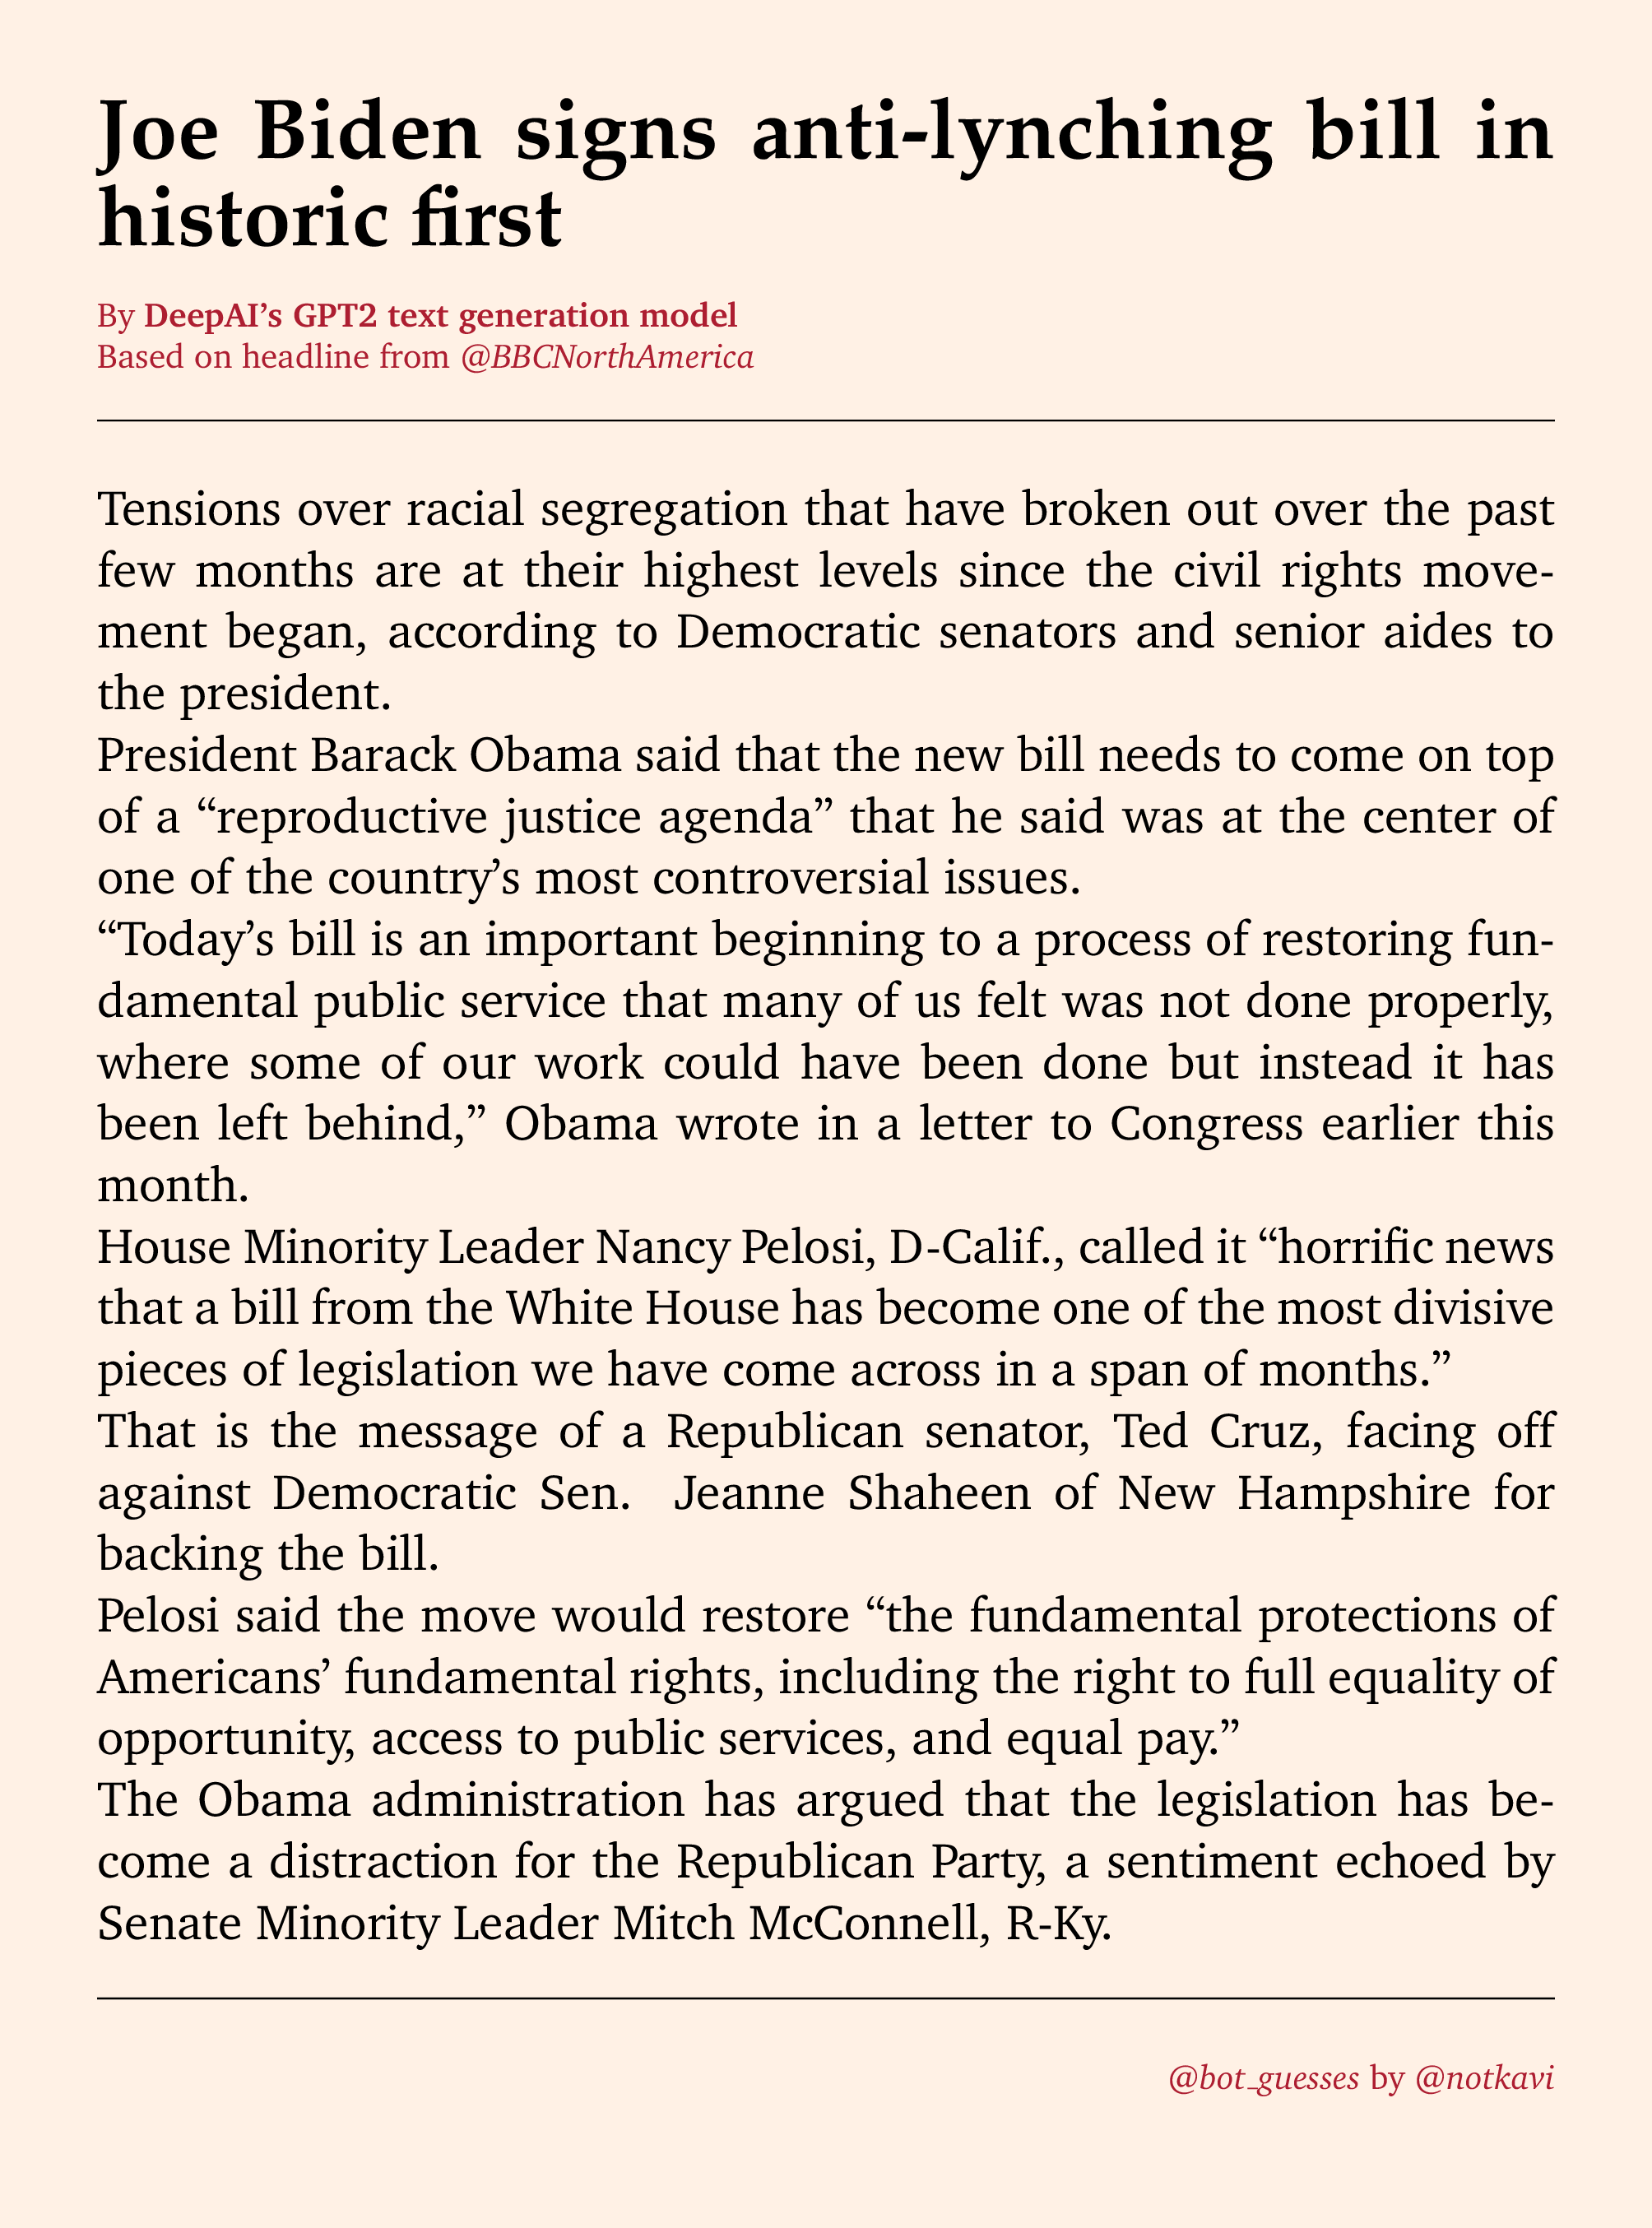 Joe Biden signs anti-lynching bill in
historic first
By DeepAI’s GPT2 text generation model
Based on headline from @BBCNorthAmerica
Tensions over racial segregation that have broken out over the past
few months are at their highest levels since the civil rights move-
ment began, according to Democratic senators and senior aides to
the president.
President Barack Obama said that the new bill needs to come on top
of a “reproductive justice agenda” that he said was at the center of
one of the country’s most controversial issues.
“Today’s bill is an important beginning to a process of restoring fun-
damental public service that many of us felt was not done properly,
where some of our work could have been done but instead it has
been left behind,” Obama wrote in a letter to Congress earlier this
month.
House Minority Leader Nancy Pelosi, D-Calif., called it “horrific news
that a bill from the White House has become one of the most divisive
pieces of legislation we have come across in a span of months.”
That is the message of a Republican senator, Ted Cruz, facing off
against Democratic Sen. Jeanne Shaheen of New Hampshire for
backing the bill.
Pelosi said the move would restore “the fundamental protections of
Americans’ fundamental rights, including the right to full equality of
opportunity, access to public services, and equal pay.”
The Obama administration has argued that the legislation has be-
come a distraction for the Republican Party, a sentiment echoed by
Senate Minority Leader Mitch McConnell, R-Ky.
@bot_guesses by @notkavi